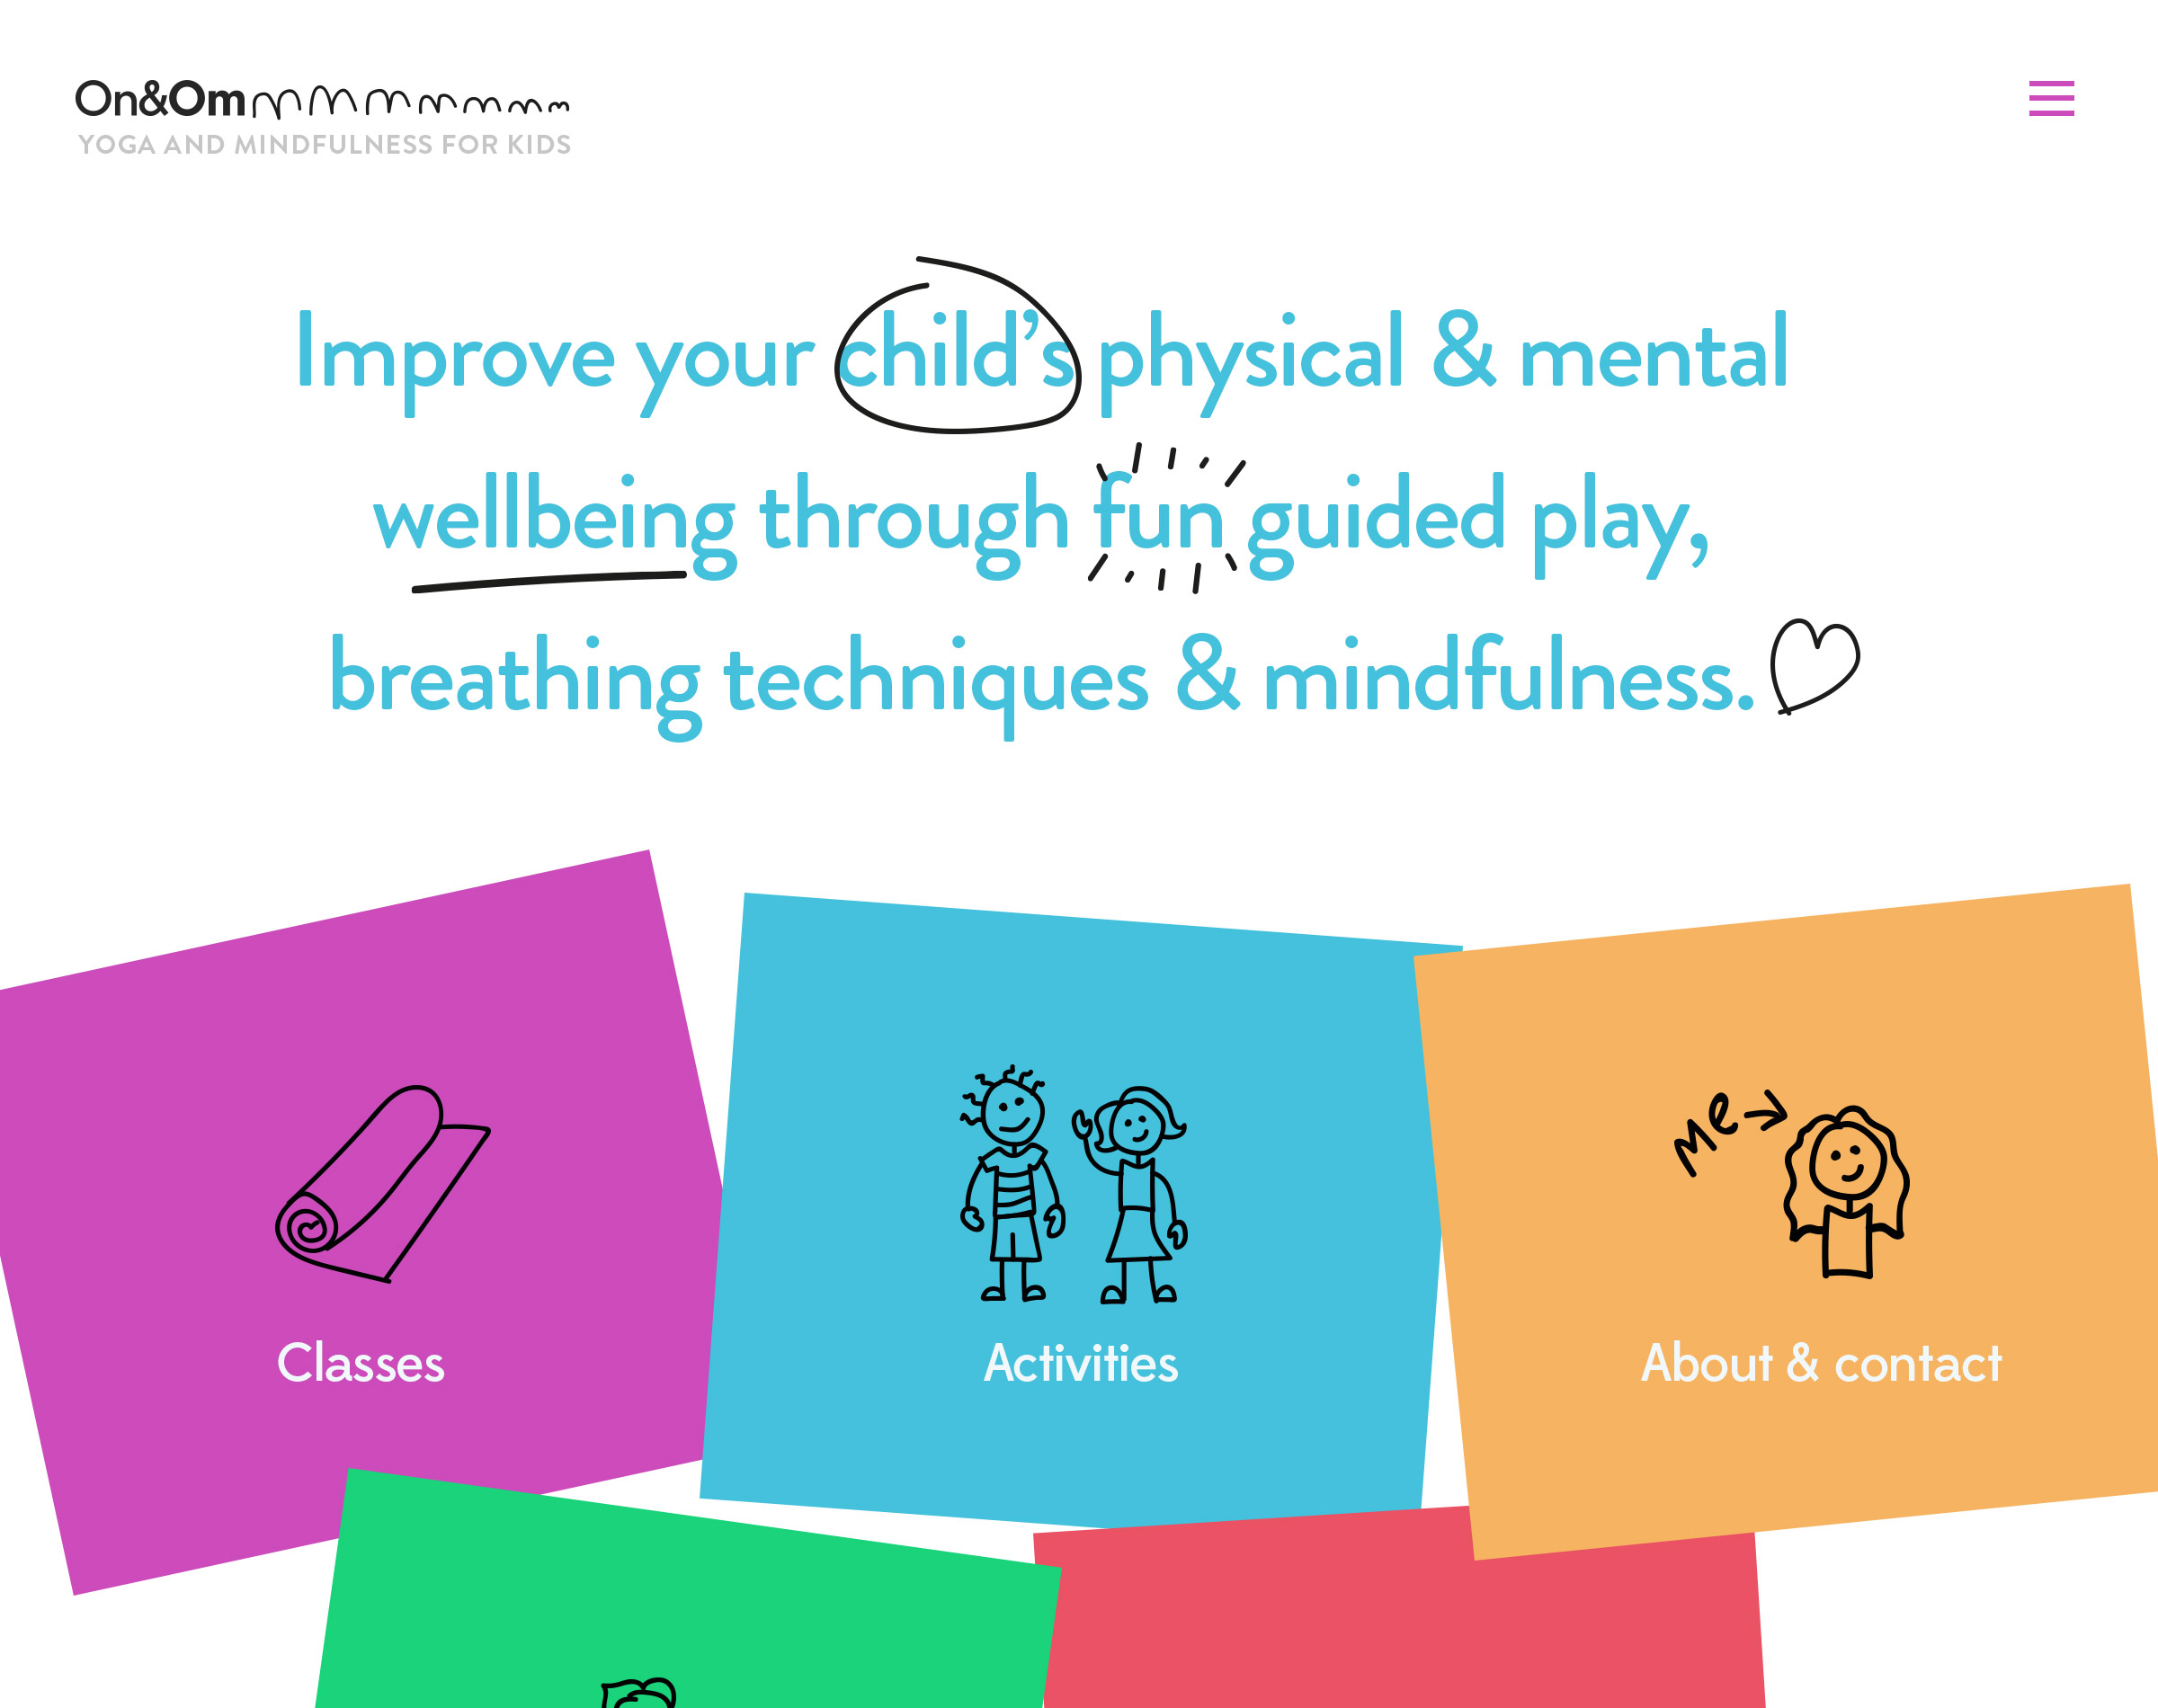 On&Om
YOGA AND MINDFULNESS FOR KIDS
Improve your child's physical & mental
wellbeing through fun guided play,
breathing techniques & mindfulness.
Me
Classes
Activities
About & contact